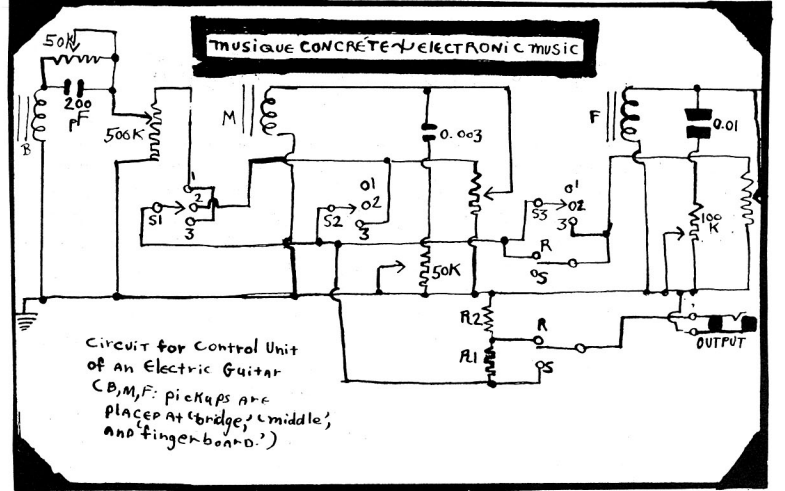 MUSIQUE CONCRÉTE ~ ELECTRONIC MUSIC
50K
200
PF
B
500K
M
0.003
F
0.01
1
2
3
S1
01
02
3
S2
S3
01
02
3
R
S
50K
100
K
R2
R1
R
S
OUTPUT
CIRCUIT for CONTROL UNIT
OF AN ELECTRIC GUITAR
(B,M,F: PICKUPS ARE
PLACED AT 'bridge,' 'middle',
AND 'fingerboARD.')